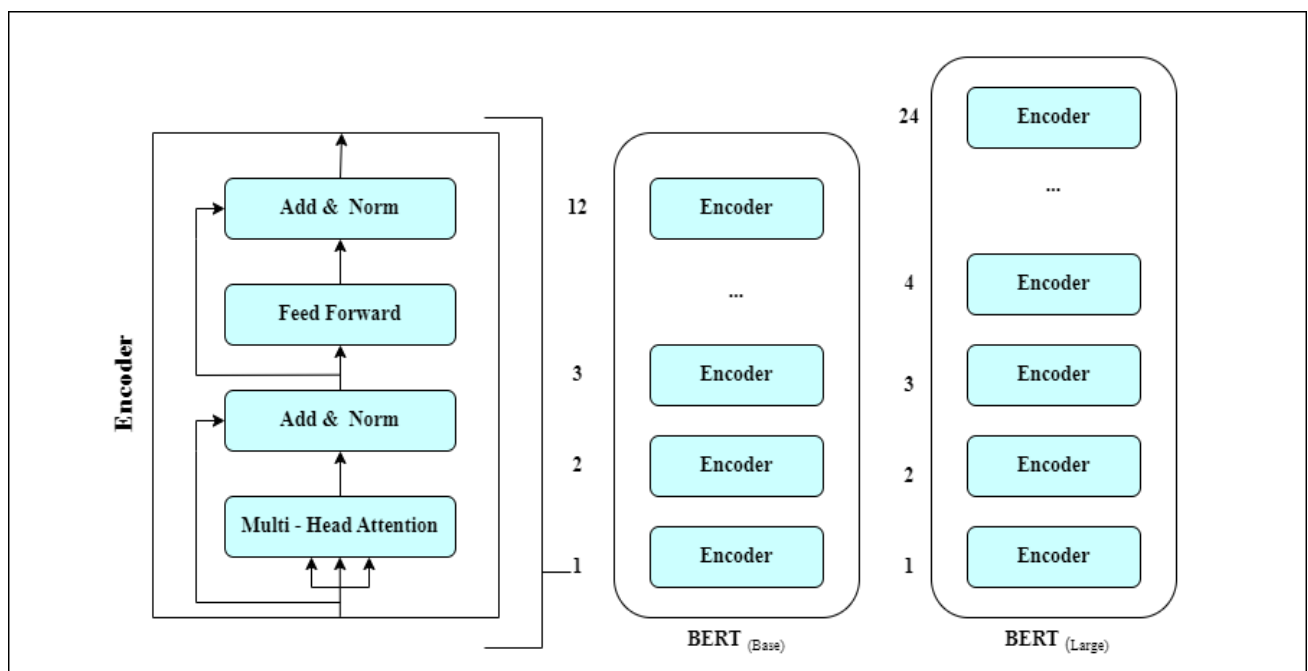 Encoder
Add & Norm
Feed Forward
Add & Norm
Multi - Head Attention
12
Encoder
...
3
Encoder
2
Encoder
1
Encoder
BERT (Base)
24
Encoder
...
4
Encoder
3
Encoder
2
Encoder
1
Encoder
BERT (Large)